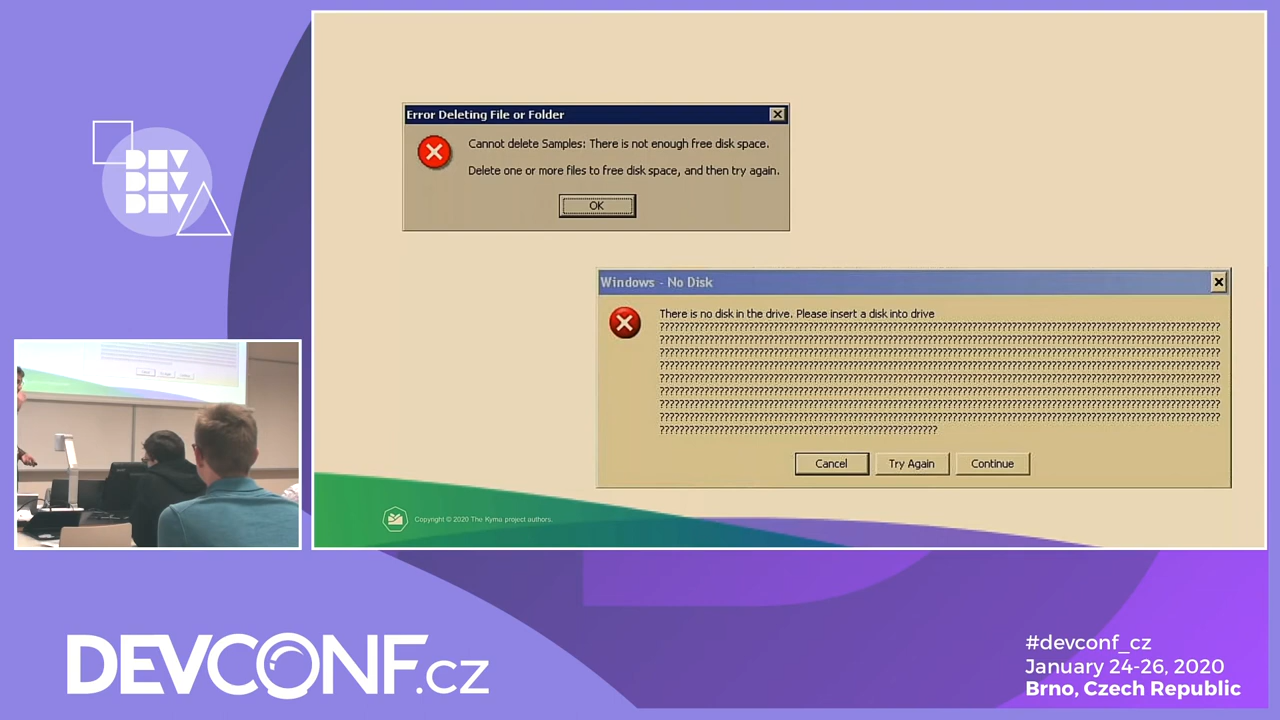 DEV
DEV
DEV
Error Deleting File or Folder
Cannot delete Samples: There is not enough free disk space.
Delete one or more files to free disk space, and then try again.
OK
Windows - No Disk
There is no disk in the drive. Please insert a disk into drive
Cancel
Try Again
Continue
Copyright © 2020 The Kyma project authors.
DEVCONF.cz
#devconf_cz
January 24-26, 2020
Brno, Czech Republic